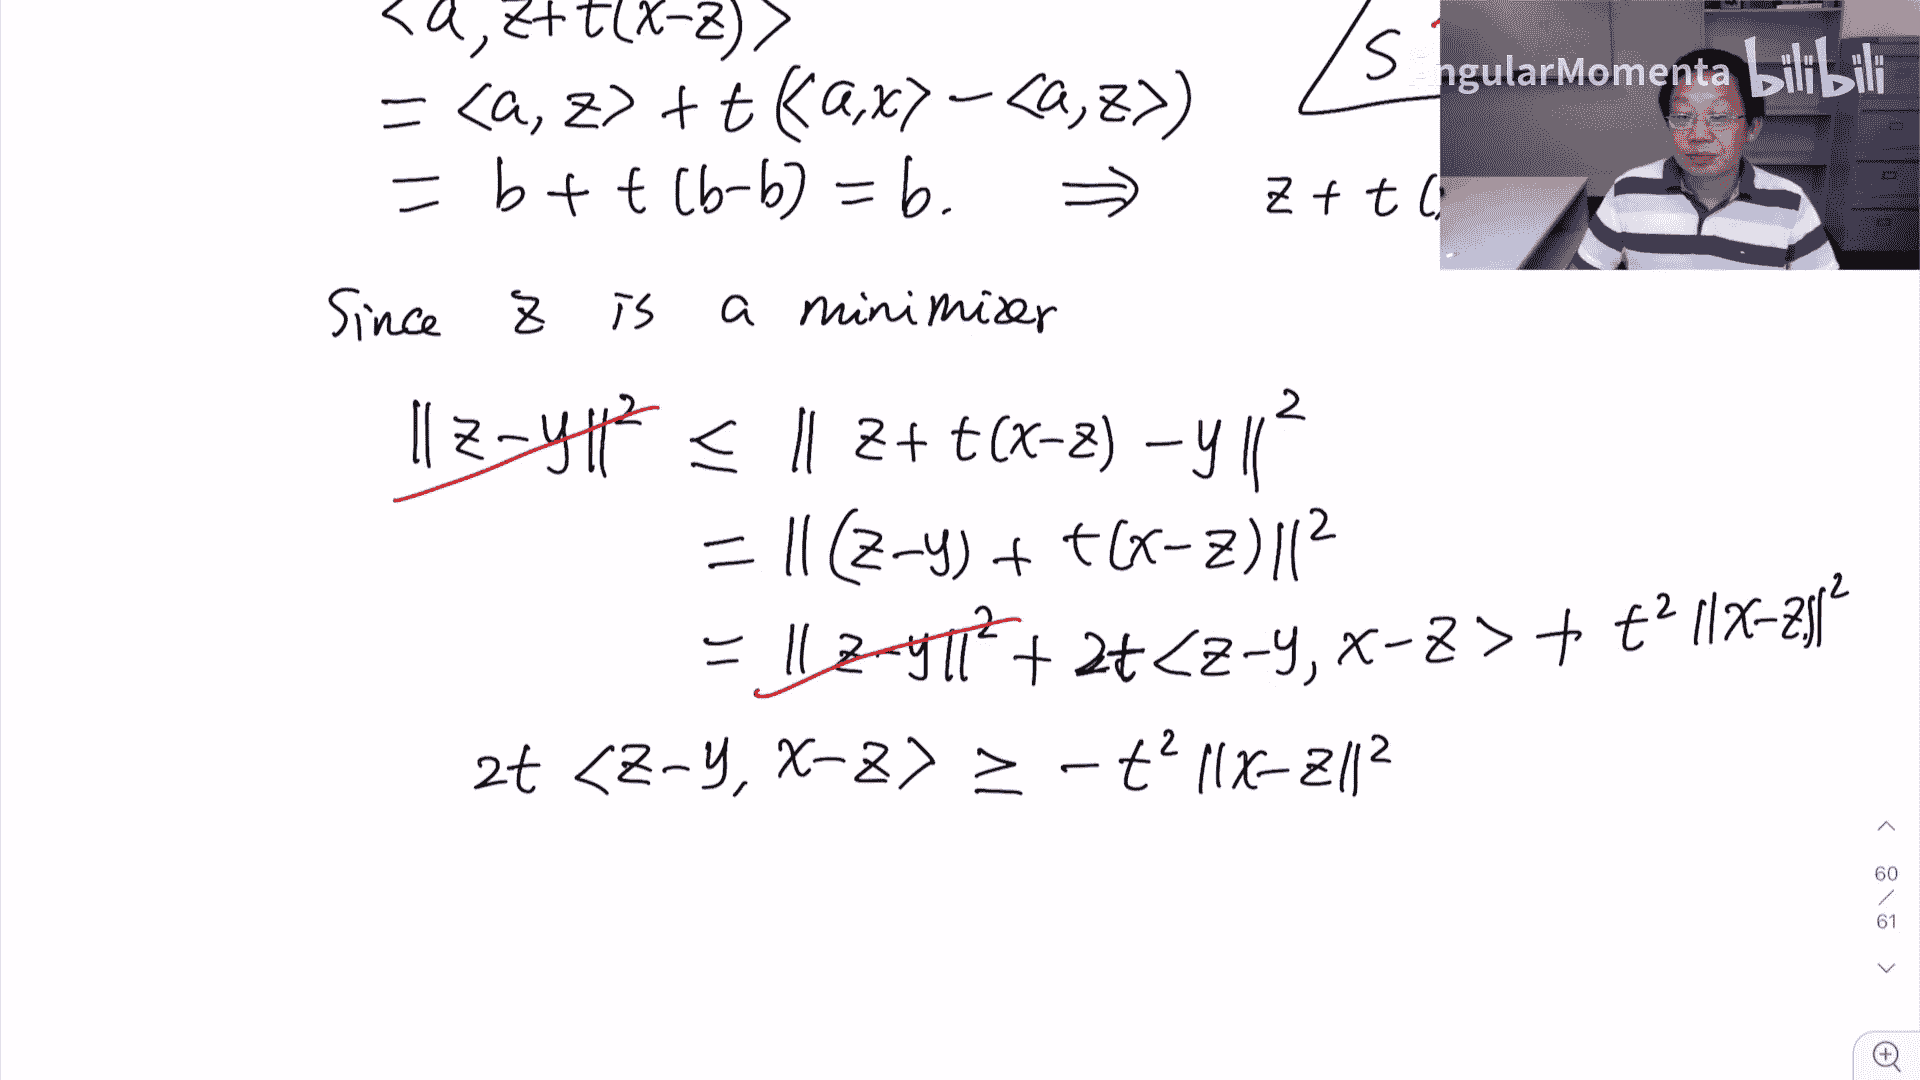 <a, z+t(x-z)>
= <a, z> + t(<a,x> - <a,z>)
= b + t(b-b) = b. ⇒ z + t(
S
ngularMomenta bilibili
Since z is a minimizer
||z-y||² ≤ || z+t(x-z) -y||²
= ||(z-y) + t(x-z)||²
= ||z-y||² + 2t<z-y, x-z> + t²||x-z||²
2t <z-y, x-z> ≥ -t²||x-z||²
60
/
61